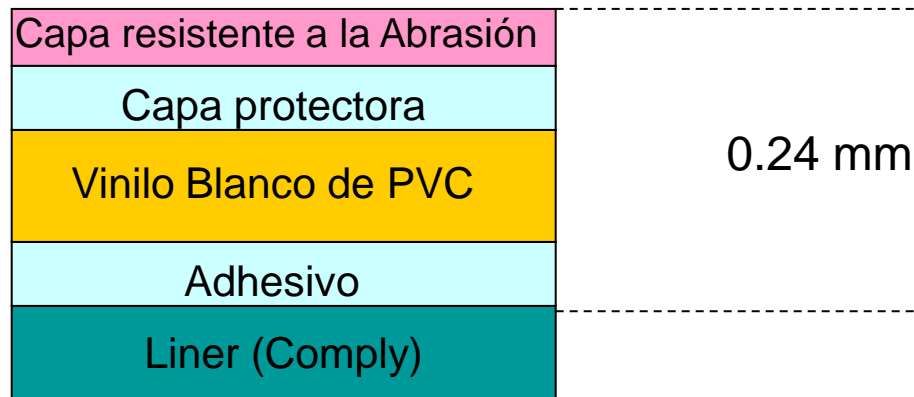 Capa resistente a la Abrasión
Capa protectora
0.24 mm
Vinilo Blanco de PVC
Adhesivo
Liner (Comply)